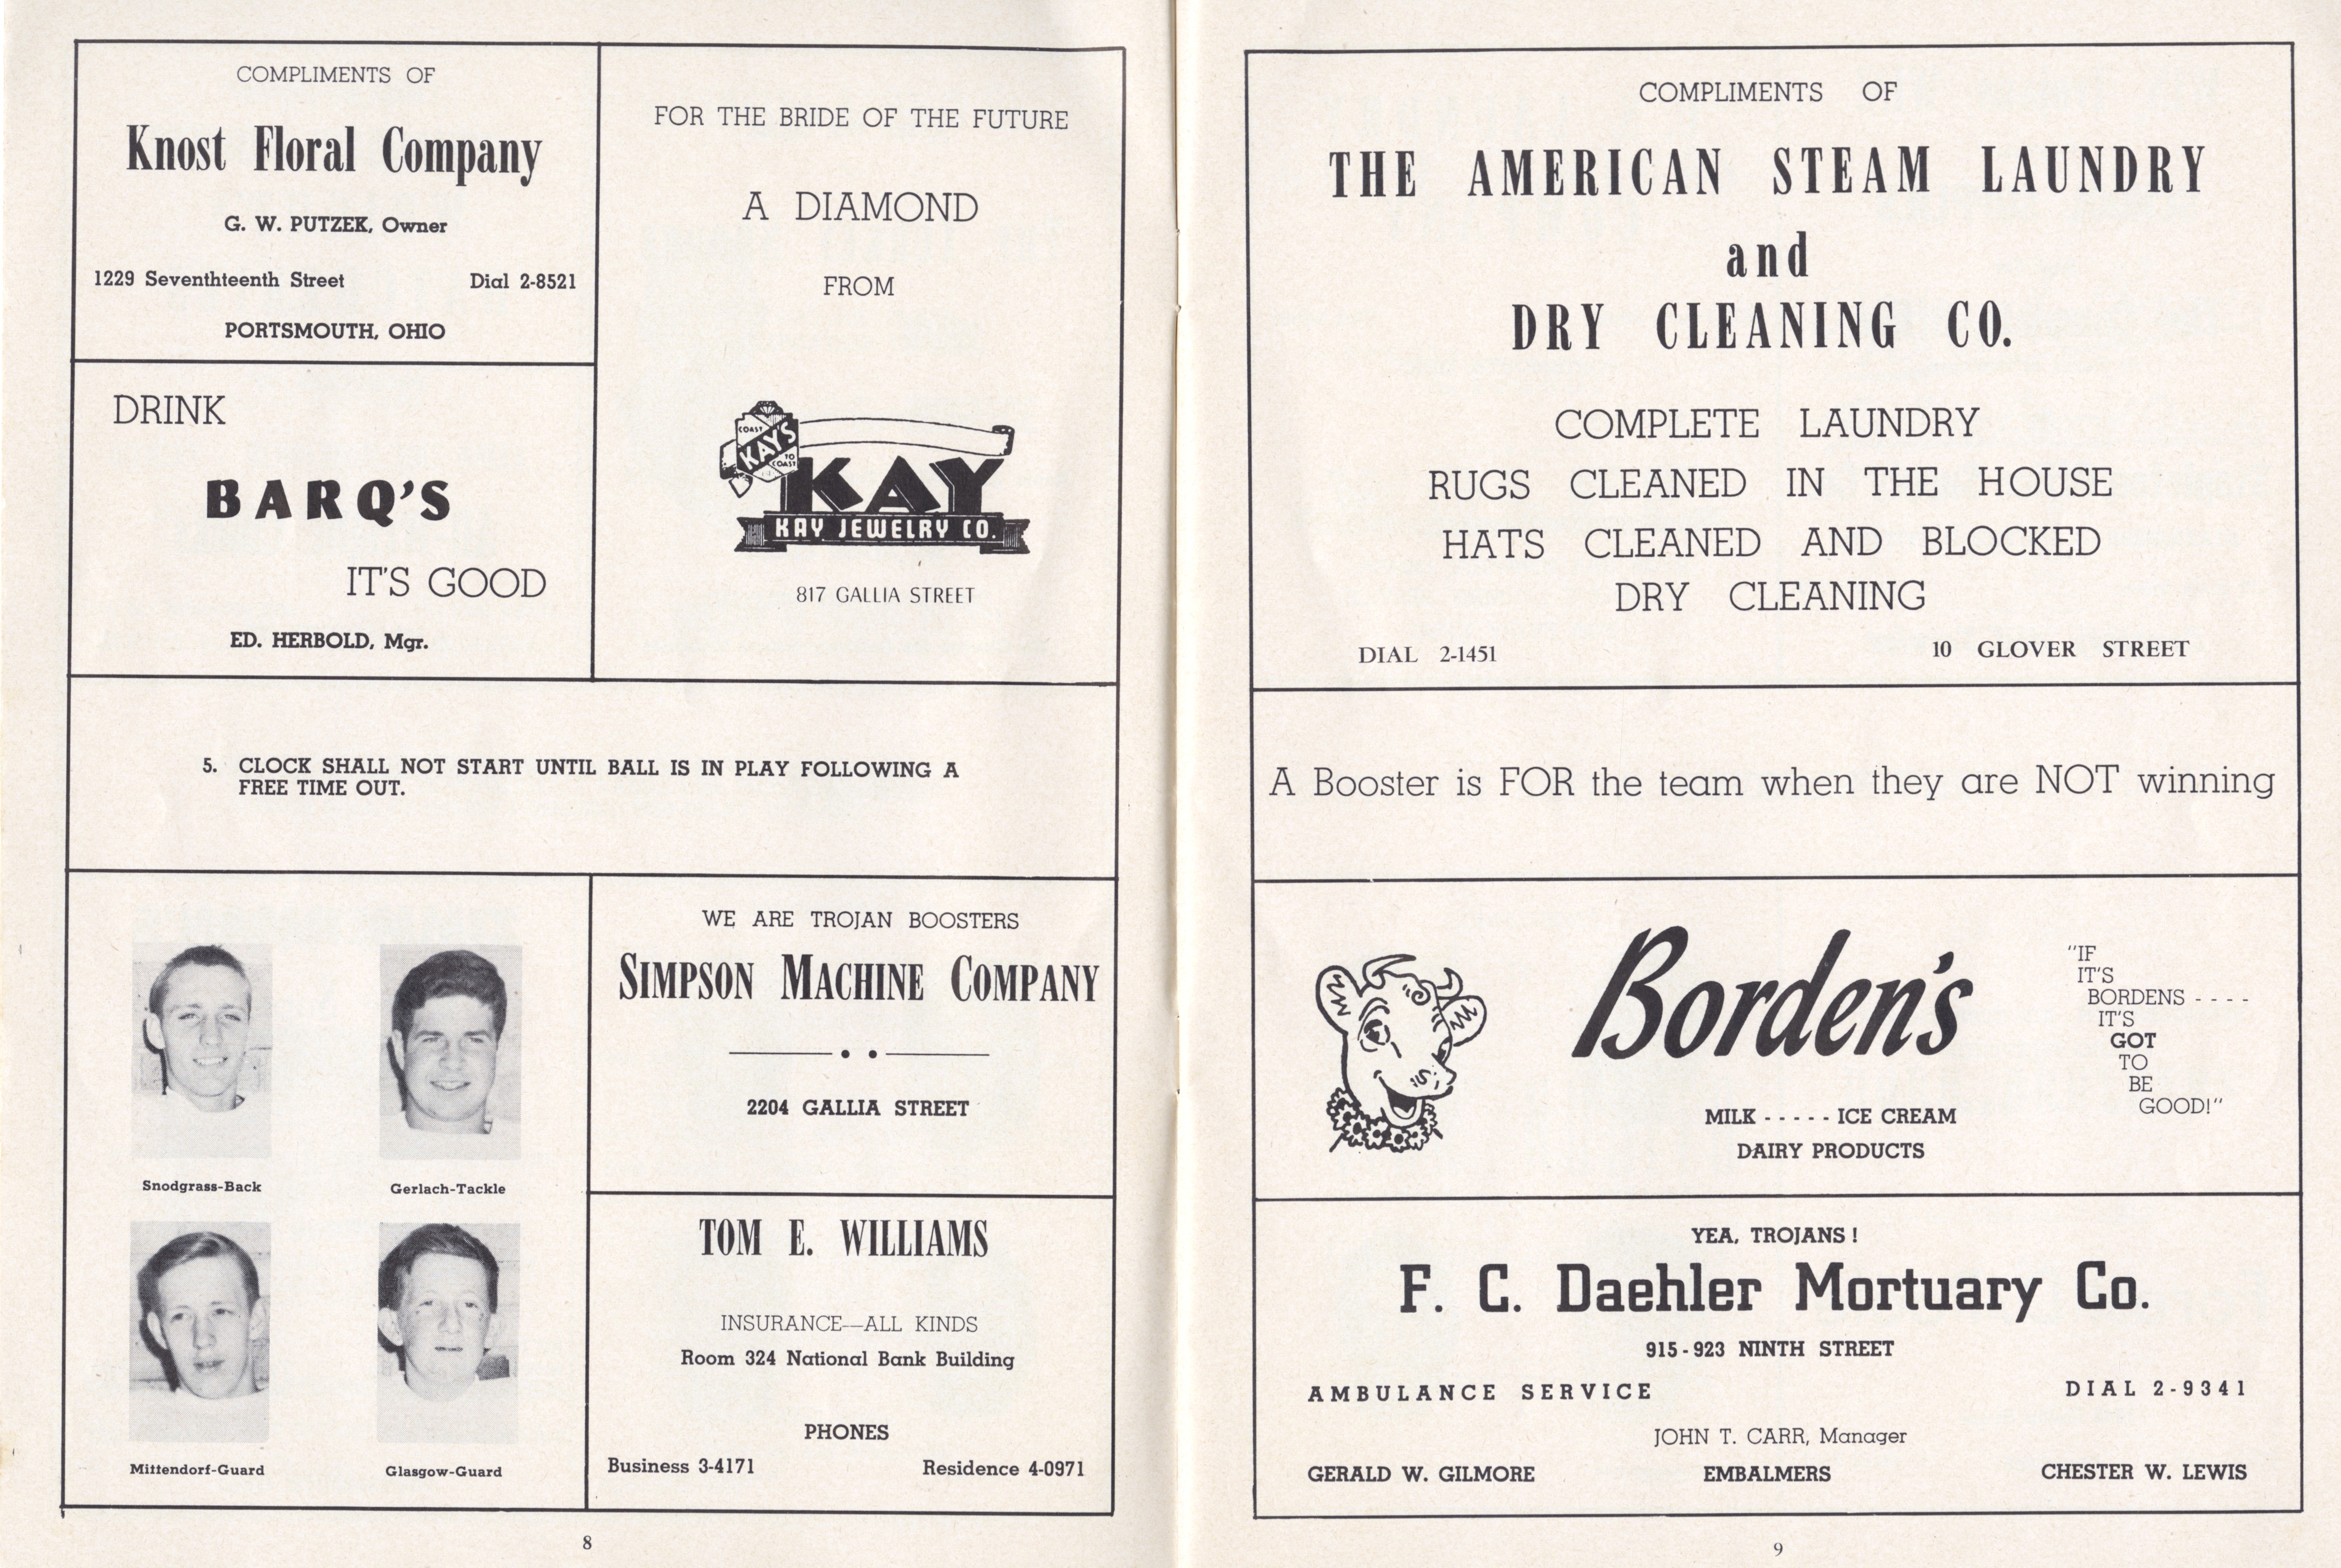 COMPLIMENTS OF
Knost Floral Company
G. W. PUTZEK, Owner
1229 Seventhteenth Street Dial 2-8521
PORTSMOUTH, OHIO
DRINK
BARQ'S
IT'S GOOD
ED. HERBOLD, Mgr.
FOR THE BRIDE OF THE FUTURE
A DIAMOND
FROM
COAST
KAY'S
TO
COAST
KAY
KAY JEWELRY CO.
817 GALLIA STREET
5. CLOCK SHALL NOT START UNTIL BALL IS IN PLAY FOLLOWING A
FREE TIME OUT.
Snodgrass-Back
Gerlach-Tackle
Mittendorf-Guard
Glasgow-Guard
WE ARE TROJAN BOOSTERS
SIMPSON MACHINE COMPANY
2204 GALLIA STREET
TOM E. WILLIAMS
INSURANCE—ALL KINDS
Room 324 National Bank Building
PHONES
Business 3-4171 Residence 4-0971
8
COMPLIMENTS OF
THE AMERICAN STEAM LAUNDRY
and
DRY CLEANING CO.
COMPLETE LAUNDRY
RUGS CLEANED IN THE HOUSE
HATS CLEANED AND BLOCKED
DRY CLEANING
DIAL 2-1451 10 GLOVER STREET
A Booster is FOR the team when they are NOT winning
Borden's
MILK - - - - - ICE CREAM
DAIRY PRODUCTS
"IF
IT'S
BORDENS - - - -
IT'S
GOT
TO
BE
GOOD!"
YEA, TROJANS !
F. C. Daehler Mortuary Co.
915-923 NINTH STREET
AMBULANCE SERVICE DIAL 2-9341
JOHN T. CARR, Manager
GERALD W. GILMORE EMBALMERS CHESTER W. LEWIS
9